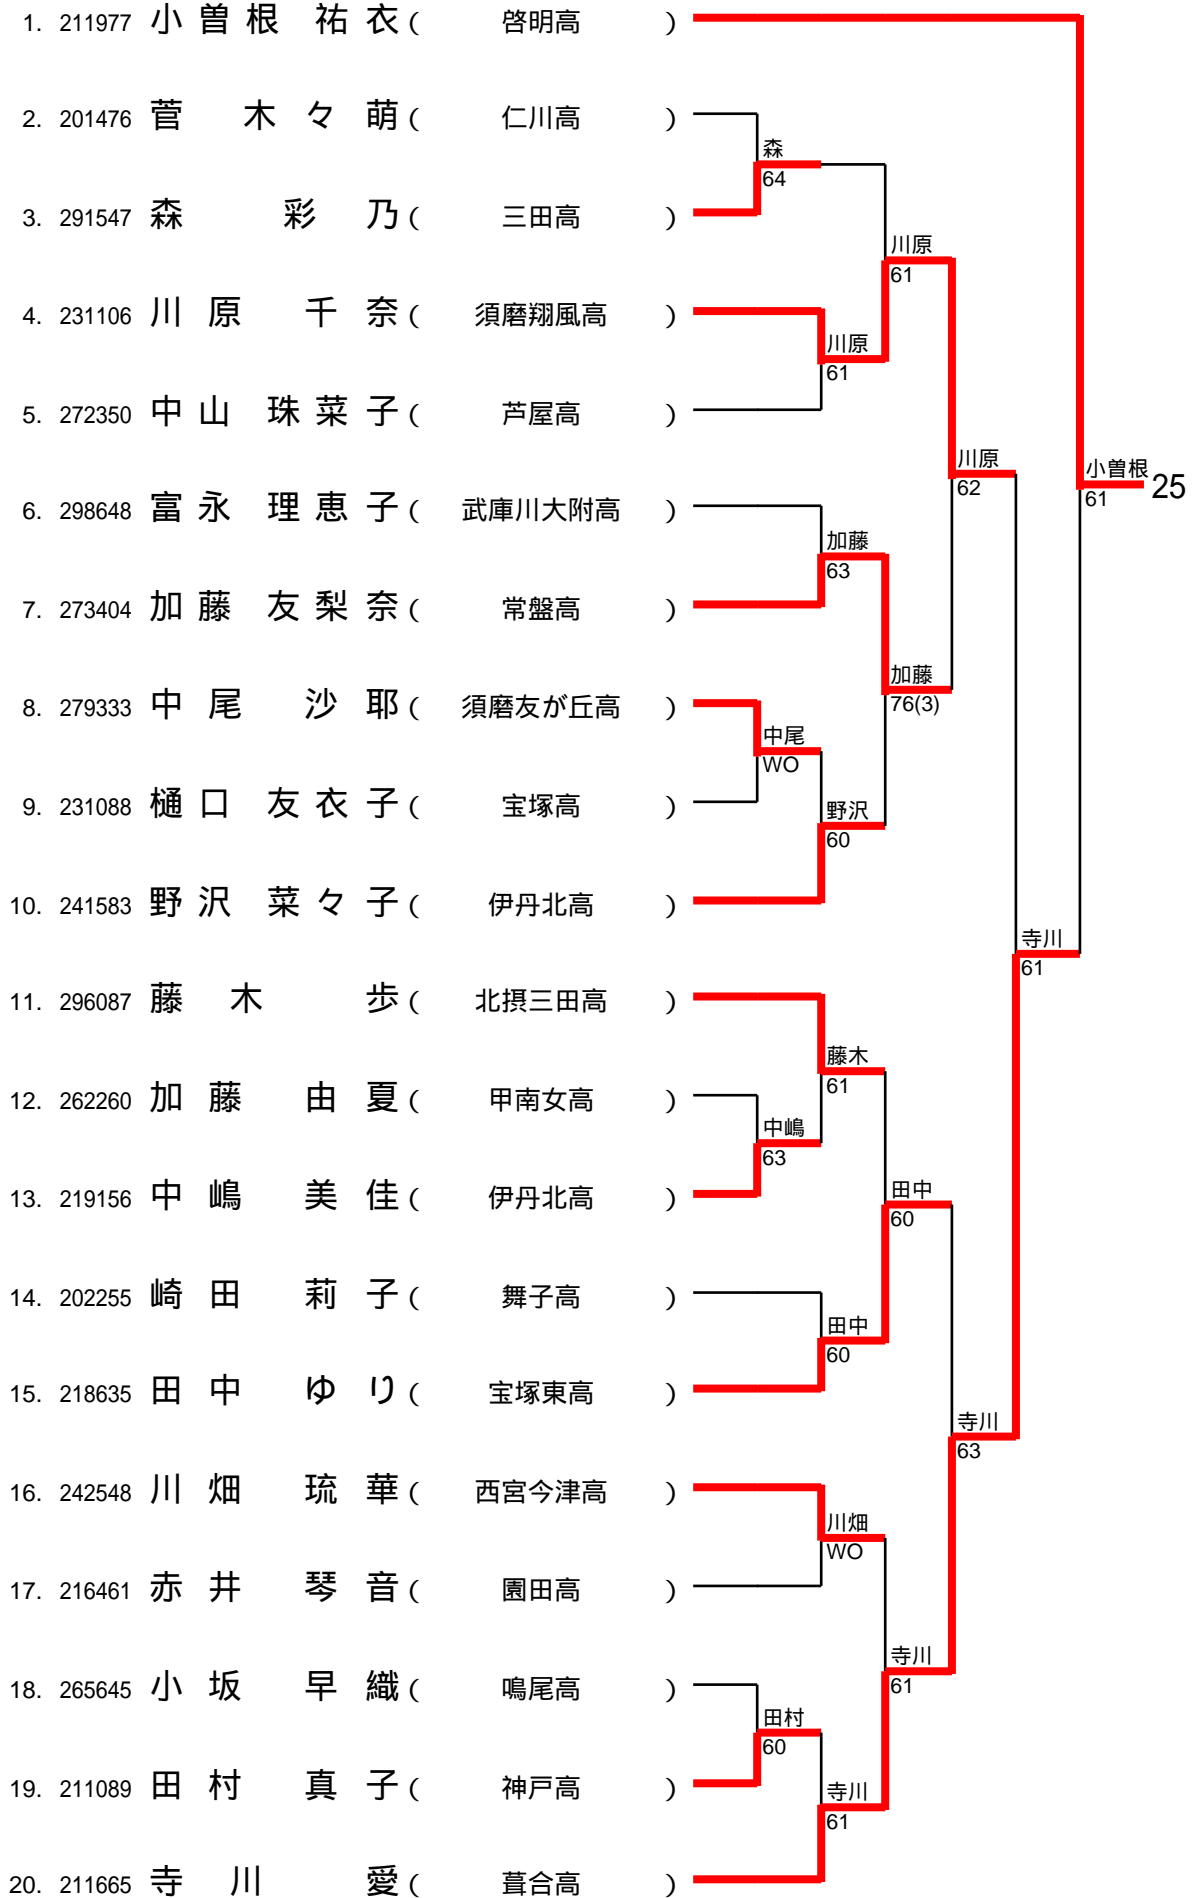 1. 211977 小曽根 祐衣 ( 啓明高 )
2. 201476 菅 木々萌 ( 仁川高 )
森
64
3. 291547 森 彩乃 ( 三田高 )
川原
61
4. 231106 川原 千奈 ( 須磨翔風高 )
川原
61
5. 272350 中山 珠菜子 ( 芦屋高 )
川原
62
小曽根
61
25
6. 298648 富永 理恵子 ( 武庫川大附高 )
加藤
63
7. 273404 加藤 友梨奈 ( 常盤高 )
加藤
76(3)
8. 279333 中尾 沙耶 ( 須磨友が丘高 )
中尾
WO
9. 231088 樋口 友衣子 ( 宝塚高 )
野沢
60
10. 241583 野沢 菜々子 ( 伊丹北高 )
寺川
61
11. 296087 藤木 歩 ( 北摂三田高 )
藤木
61
12. 262260 加藤 由夏 ( 甲南女高 )
中嶋
63
13. 219156 中嶋 美佳 ( 伊丹北高 )
田中
60
14. 202255 崎田 莉子 ( 舞子高 )
田中
60
15. 218635 田中 ゆり ( 宝塚東高 )
寺川
63
16. 242548 川畑 琉華 ( 西宮今津高 )
川畑
WO
17. 216461 赤井 琴音 ( 園田高 )
寺川
61
18. 265645 小坂 早織 ( 鳴尾高 )
田村
60
19. 211089 田村 真子 ( 神戸高 )
寺川
61
20. 211665 寺川 愛 ( 葺合高 )